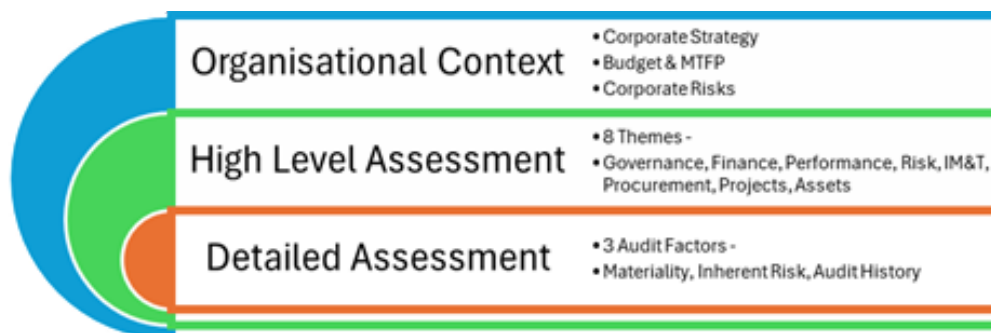 Organisational Context
• Corporate Strategy
• Budget & MTFP
• Corporate Risks
High Level Assessment
• 8 Themes -
• Governance, Finance, Performance, Risk, IM&T,
Procurement, Projects, Assets
Detailed Assessment
• 3 Audit Factors -
• Materiality, Inherent Risk, Audit History